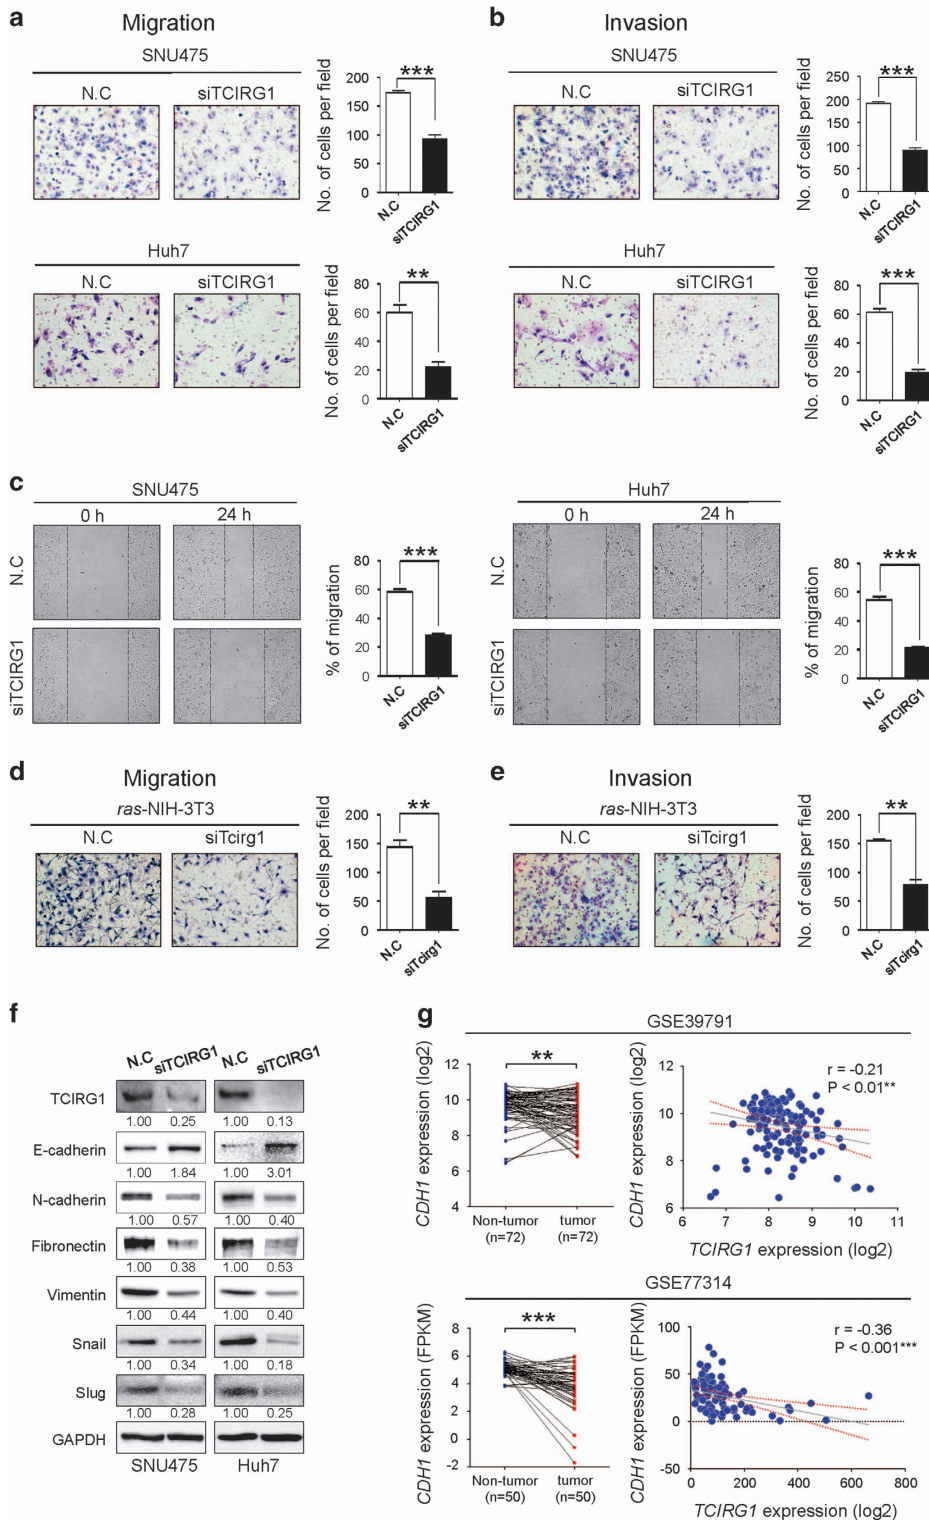 a Migration
SNU475
N.C siTCIRG1
No. of cells per field
200
150
100
50
0
***
N.C
siTCIRG1
Huh7
N.C siTCIRG1
No. of cells per field
80
60
40
20
0
**
N.C
siTCIRG1
b Invasion
SNU475
N.C siTCIRG1
No. of cells per field
250
200
150
100
50
0
***
N.C
siTCIRG1
Huh7
N.C siTCIRG1
No. of cells per field
80
60
40
20
0
***
N.C
siTCIRG1
c
SNU475
0 h 24 h
N.C
siTCIRG1
% of migration
80
60
40
20
0
***
N.C
siTCIRG1
Huh7
0 h 24 h
N.C
siTCIRG1
% of migration
80
60
40
20
0
***
N.C
siTCIRG1
d Migration
ras-NIH-3T3
N.C siTcirg1
No. of cells per field
200
150
100
50
0
**
N.C
siTcirg1
e Invasion
ras-NIH-3T3
N.C siTcirg1
No. of cells per field
200
150
100
50
0
**
N.C
siTcirg1
f
N.C siTCIRG1 N.C siTCIRG1
TCIRG1
1.00 0.25 1.00 0.13
E-cadherin
1.00 1.84 1.00 3.01
N-cadherin
1.00 0.57 1.00 0.40
Fibronectin
1.00 0.38 1.00 0.53
Vimentin
1.00 0.44 1.00 0.40
Snail
1.00 0.34 1.00 0.18
Slug
1.00 0.28 1.00 0.25
GAPDH
SNU475 Huh7
g
GSE39791
CDH1 expression (log2)
12
10
8
6
4
**
Non-tumor tumor
(n=72) (n=72)
CDH1 expression (log2)
12
10
8
6
r = -0.21
P < 0.01**
6 7 8 9 10 11
TCIRG1 expression (log2)
GSE77314
CDH1 expression (FPKM)
8
6
4
2
0
-2
***
Non-tumor tumor
(n=50) (n=50)
CDH1 expression (FPKM)
100
50
0
-50
r = -0.36
P < 0.001***
0 200 400 600 800
TCIRG1 expression (log2)